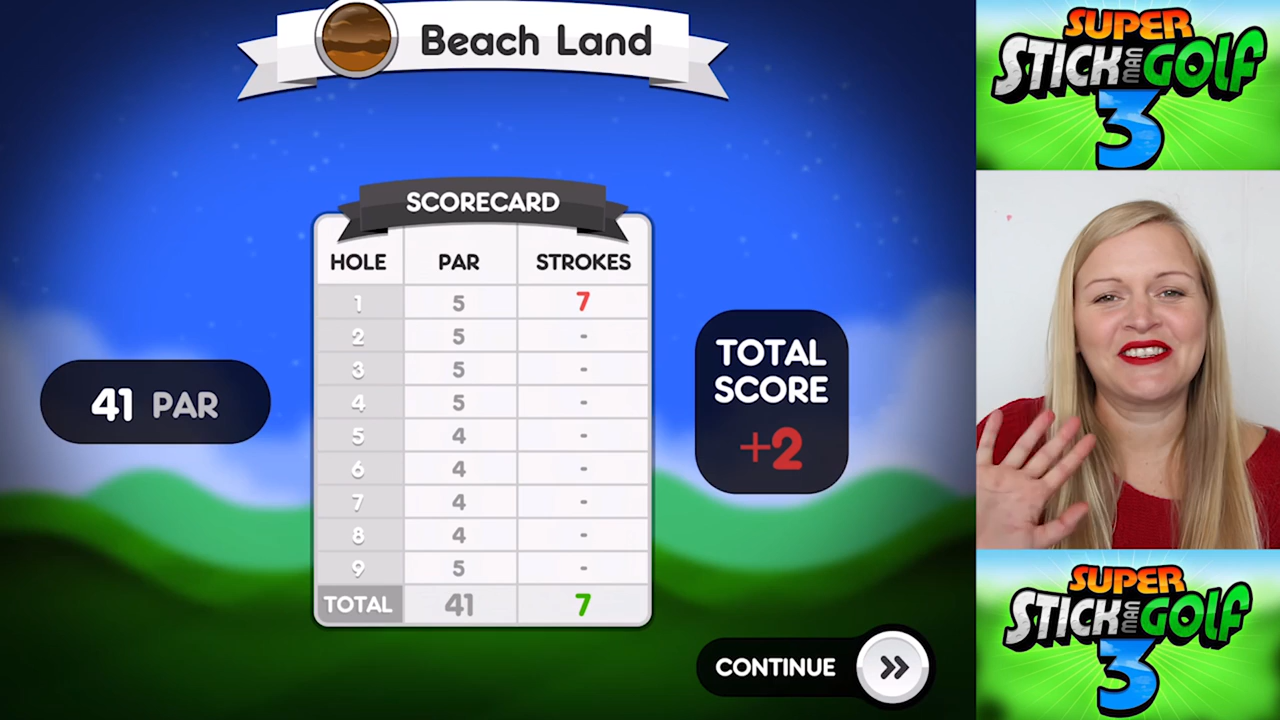 Beach Land
SCORECARD
HOLE PAR STROKES
1 5 7
2 5 -
3 5 -
4 5 -
5 4 -
6 4 -
7 4 -
8 4 -
9 5 -
TOTAL 41 7
41 PAR
TOTAL
SCORE
+2
CONTINUE
SUPER
STICK MAN GOLF
3
SUPER
STICK MAN GOLF
3